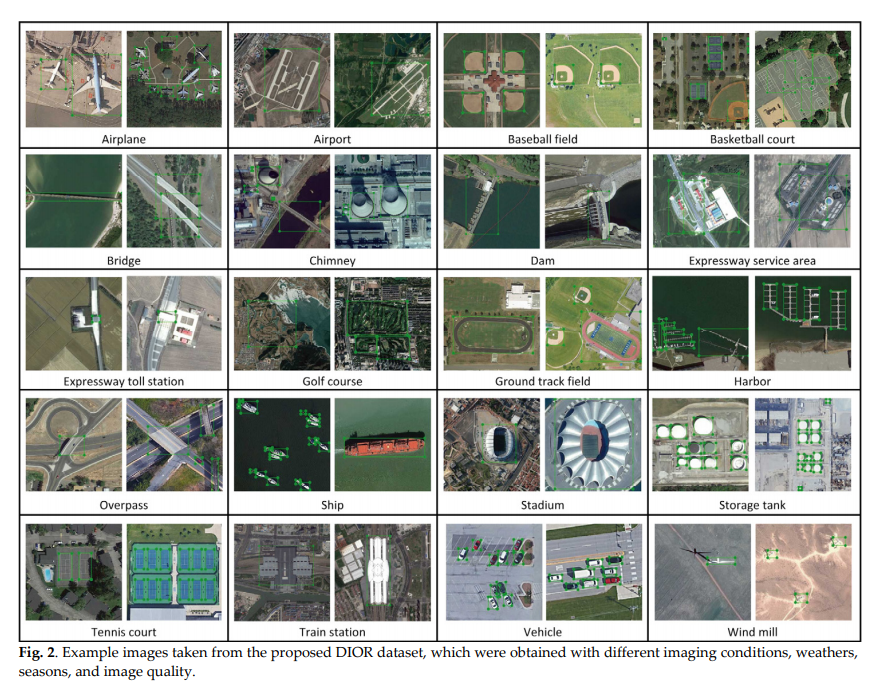 Airplane
Airport
Baseball field
Basketball court
Bridge
Chimney
Dam
Expressway service area
Expressway toll station
Golf course
Ground track field
Harbor
Overpass
Ship
Stadium
Storage tank
Tennis court
Train station
Vehicle
Wind mill
Fig. 2. Example images taken from the proposed DIOR dataset, which were obtained with different imaging conditions, weathers,
seasons, and image quality.